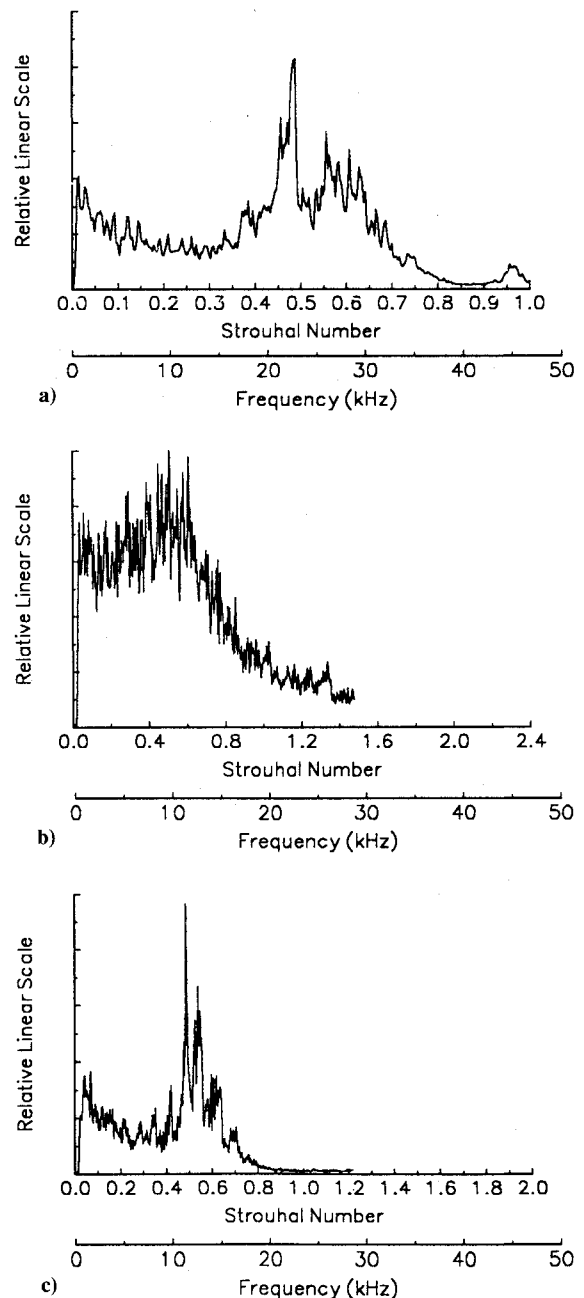 Relative Linear Scale
0.0 0.1 0.2 0.3 0.4 0.5 0.6 0.7 0.8 0.9 1.0
Strouhal Number
0 10 20 30 40 50
a)
Frequency (kHz)
Relative Linear Scale
0.0 0.4 0.8 1.2 1.6 2.0 2.4
Strouhal Number
0 10 20 30 40 50
b)
Frequency (kHz)
Relative Linear Scale
0.0 0.2 0.4 0.6 0.8 1.0 1.2 1.4 1.6 1.8 2.0
Strouhal Number
0 10 20 30 40 50
c)
Frequency (kHz)